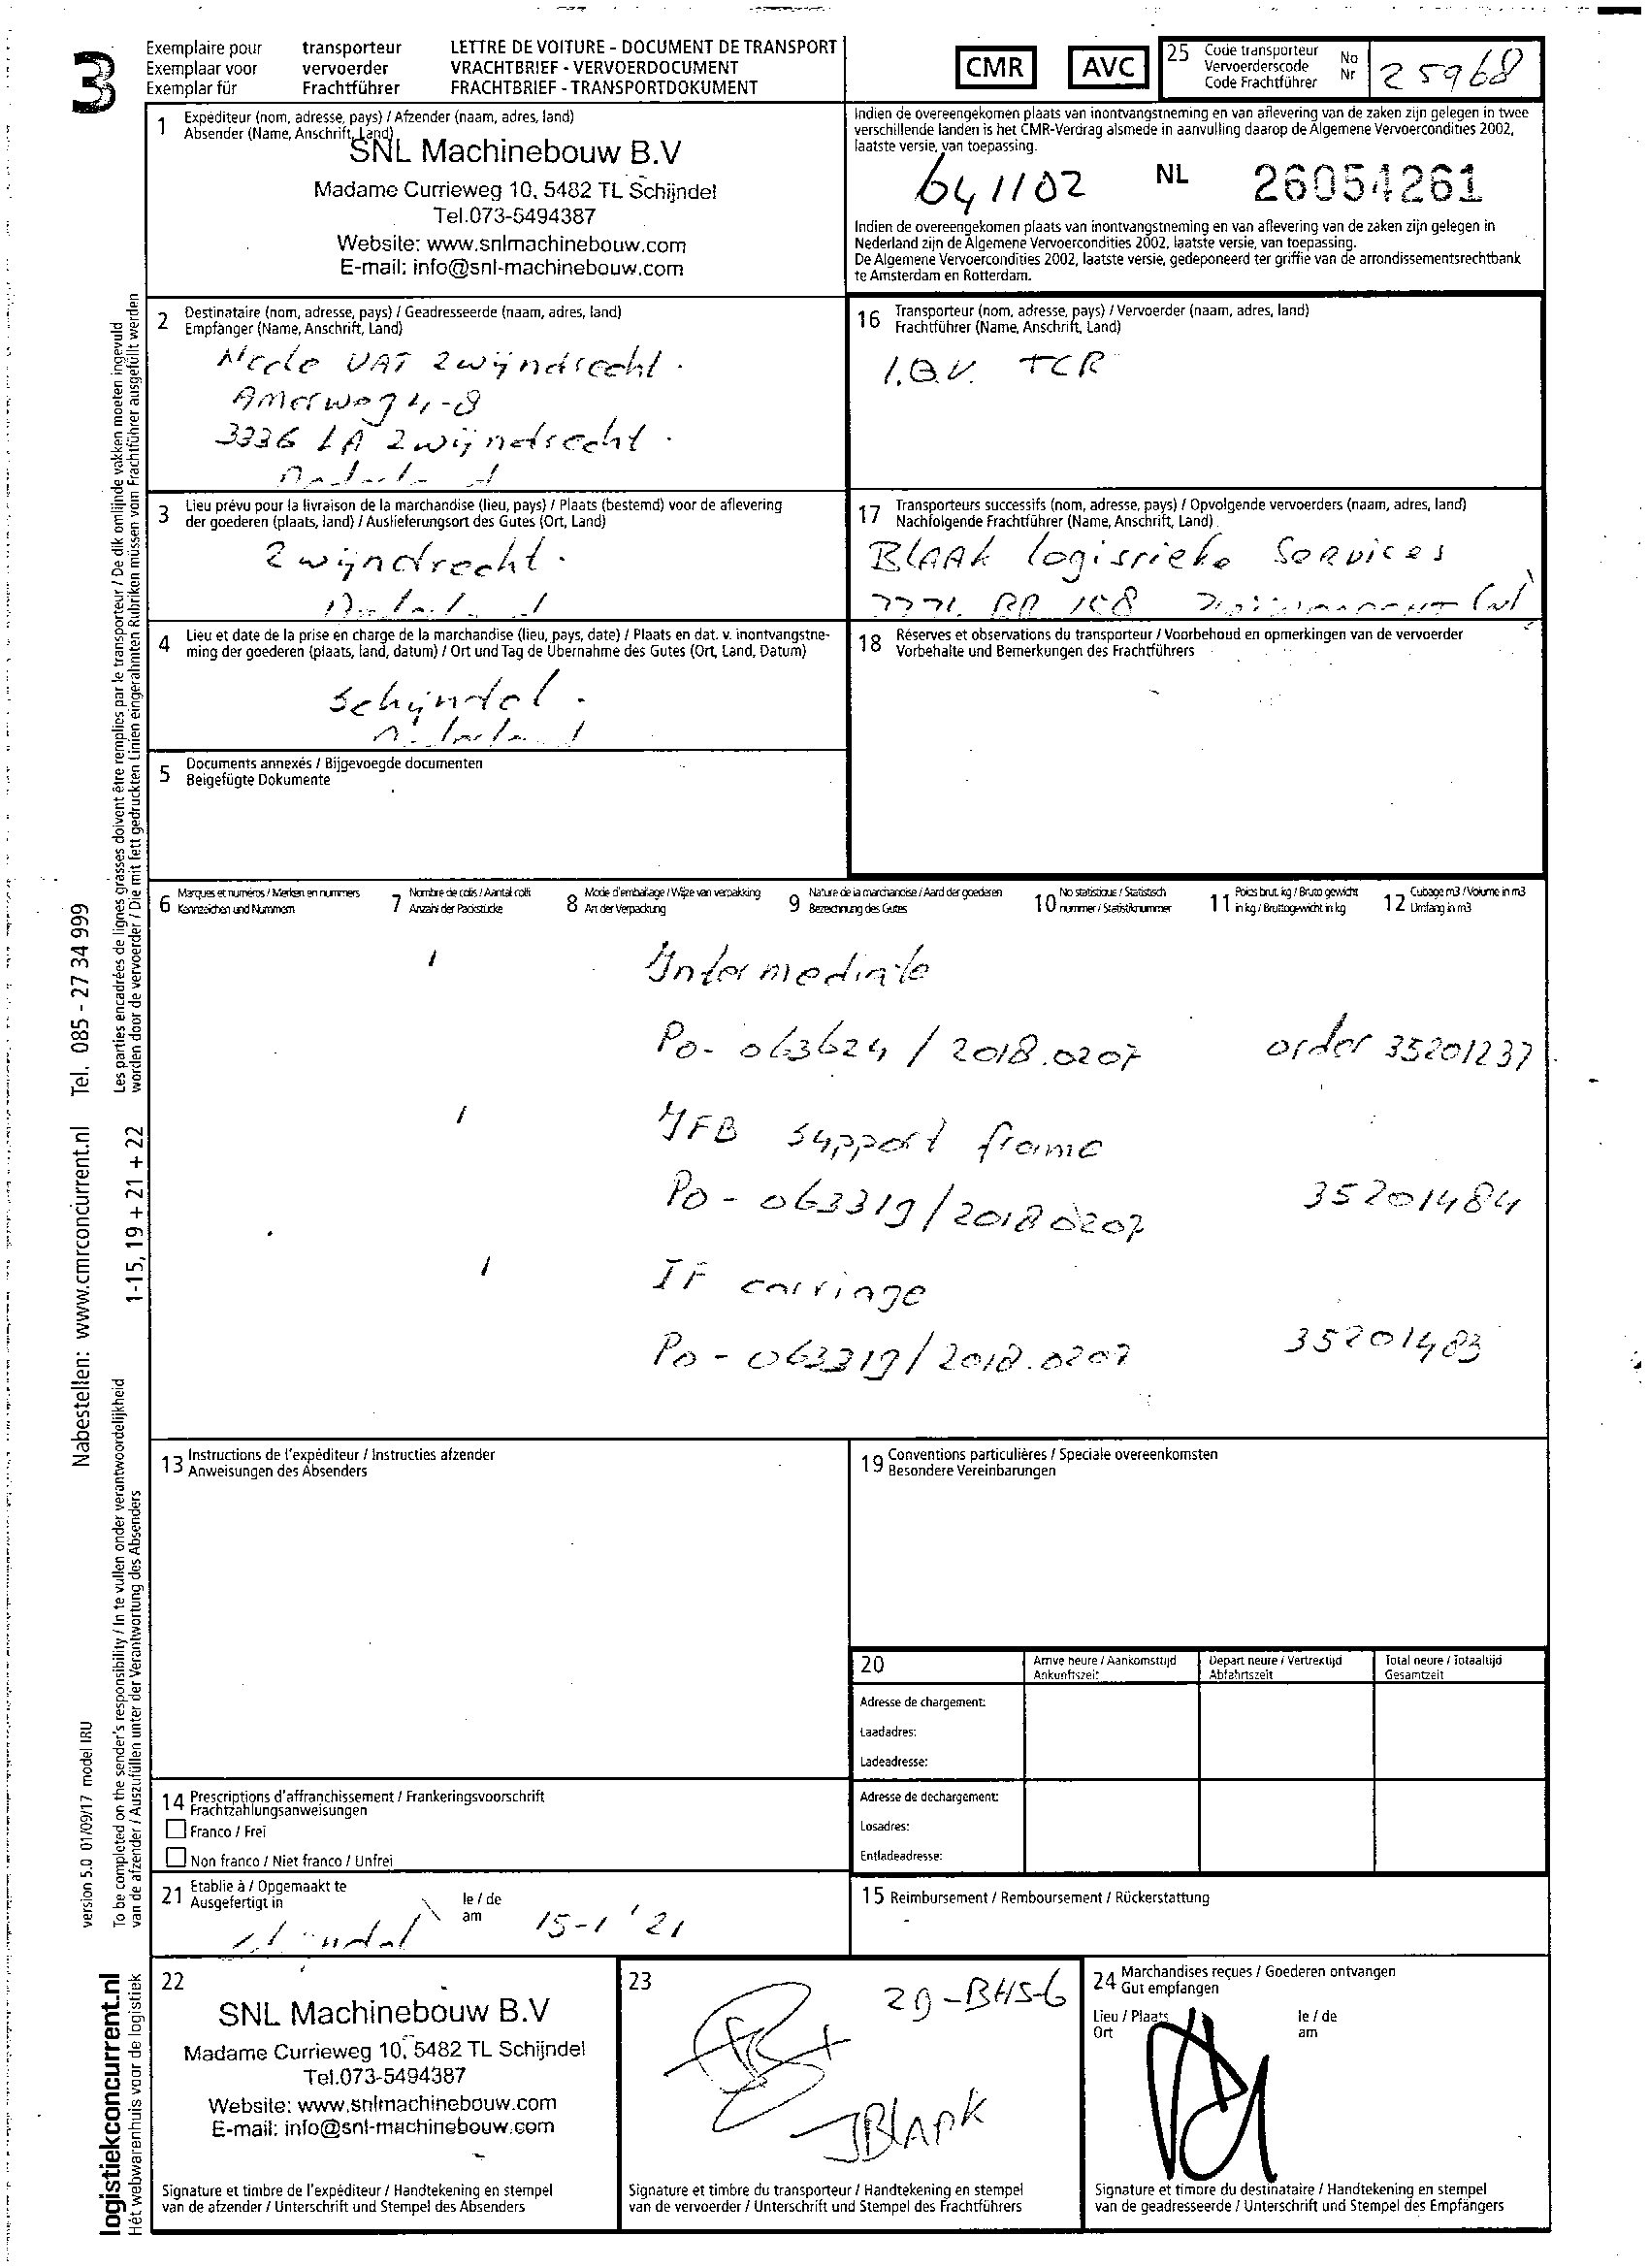 3
Exemplaire pour transporteur
Exemplaar voor vervoerder
Exemplar für Frachtführer
LETTRE DE VOITURE - DOCUMENT DE TRANSPORT
VRACHTBRIEF - VERVOERDOCUMENT
FRACHTBRIEF - TRANSPORTDOKUMENT
CMR
AVC
25 Code transporteur
Vervoerderscode
Code Frachtführer
No
Nr
25968
1 Expéditeur (nom, adresse, pays) / Afzender (naam, adres, land)
Absender (Name, Anschrift, Land)
SNL Machinebouw B.V
Madame Currieweg 10, 5482 TL Schijndel
Tel.073-5494387
Website: www.snlmachinebouw.com
E-mail: info@snl-machinebouw.com
Indien de overeengekomen plaats van inontvangstneming en van aflevering van de zaken zijn gelegen in twee
verschillende landen is het CMR-Verdrag alsmede in aanvulling daarop de Algemene Vervoercondities 2002,
laatste versie, van toepassing.
641102
NL 26054261
Indien de overeengekomen plaats van inontvangstneming en van aflevering van de zaken zijn gelegen in
Nederland zijn de Algemene Vervoercondities 2002, laatste versie, van toepassing.
De Algemene Vervoercondities 2002, laatste versie, gedeponeerd ter griffie van de arrondissementsrechtbank
te Amsterdam en Rotterdam.
2 Destinataire (nom, adresse, pays) / Geadresseerde (naam, adres, land)
Empfänger (Name, Anschrift, Land)
VAT Zwijndrecht.
Amerweg 4-8
3336 LA Zwijndrecht.
16 Transporteur (nom, adresse, pays) / Vervoerder (naam, adres, land)
Frachtführer (Name, Anschrift, Land)
I.O.V. TCR
3 Lieu prévu pour la livraison de la marchandise (lieu, pays) / Plaats (bestemd) voor de aflevering
der goederen (plaats, land) / Auslieferungsort des Gutes (Ort, Land)
Zwijndrecht.
17 Transporteurs successifs (nom, adresse, pays) / Opvolgende vervoerders (naam, adres, land)
Nachfolgende Frachtführer (Name, Anschrift, Land)
BLAAK Logistieke Services
4 Lieu et date de la prise en charge de la marchandise (lieu, pays, date) / Plaats en dat. v. inontvangstne-
ming der goederen (plaats, land, datum) / Ort und Tag de Übernahme des Gutes (Ort, Land, Datum)
Schijndel.
18 Réserves et observations du transporteur / Voorbehoud en opmerkingen van de vervoerder
Vorbehalte und Bemerkungen des Frachtführers
5 Documents annexés / Bijgevoegde documenten
Beigefügte Dokumente
6 Marques et numéros / Merken en nummers
Kennzeichen und Nummern
7 Nombre de colis / Aantal colli
Anzahl der Packstücke
8 Mode d'emballage / Wijze van verpakking
Art der Verpackung
9 Nature de la marchandise / Aard der goederen
Bezeichnung des Gutes
10 No statistique / Statistisch
nummer / Statistiknummer
11 Poids brut, kg / Bruto gewicht
in kg / Bruttogewicht in kg
12 Cubage m3 / Volume in m3
Umfang in m3
1 Intermediate
Po- 063624 / 2018.0207 order 35201237
1 IFB support frame
Po - 063319/2018 0207 35201484
1 IF carriage
Po - 063319/2018.0207 35201483
13 Instructions de l'expéditeur / Instructies afzender
Anweisungen des Absenders
19 Conventions particulières / Speciale overeenkomsten
Besondere Vereinbarungen
20
Arrive heure / Aankomsttijd
Ankunftszeit
Depart heure / Vertrektijd
Abfahrtszeit
Total heure / Totaaltijd
Gesamtzeit
Adresse de chargement:
Laadadres:
Ladeadresse:
Adresse de dechargement:
Losadres:
Entladeadresse:
14 Prescriptions d'affranchissement / Frankeringsvoorschrift
Frachtzahlungsanweisungen
Franco / Frei
Non franco / Niet franco / Unfrei
21 Etablie à / Opgemaakt te
Ausgefertigt in
le / de
am
15-1 '21
15 Reimbursement / Remboursement / Rückerstattung
22
SNL Machinebouw B.V
Madame Currieweg 10, 5482 TL Schijndel
Tel.073-5494387
Website: www.snlmachinebouw.com
E-mail: info@snl-machinebouw.com
Signature et timbre de l'expéditeur / Handtekening en stempel
van de afzender / Unterschrift und Stempel des Absenders
23
29-BHS-6
JBLAAK
Signature et timbre du transporteur / Handtekening en stempel
van de vervoerder / Unterschrift und Stempel des Frachtführers
24 Marchandises reçues / Goederen ontvangen
Gut empfangen
Lieu / Plaats
Ort
le / de
am
Signature et timbre du destinataire / Handtekening en stempel
van de geadresseerde / Unterschrift und Stempel des Empfängers
Les parties encadrées de lignes grasses doivent être remplies par le transporteur / De dik omlijnde vakken moeten ingevuld
worden door de vervoerder / Die mit fett gedruckten Linien eingerahmten Rubriken müssen vom Frachtführer ausgefüllt werden
Nabestellen: www.cmrconcurrent.nl Tel. 085 - 27 34 999
1-15, 19 + 21 + 22
To be completed on the sender's responsibility / In te vullen onder verantwoordelijkheid
van de afzender / Auszufüllen unter der Verantwortung des Absenders
version 5.0 01/09/17 model IRU
logistiekconcurrent.nl
Hét webwarenhuis voor de logistiek